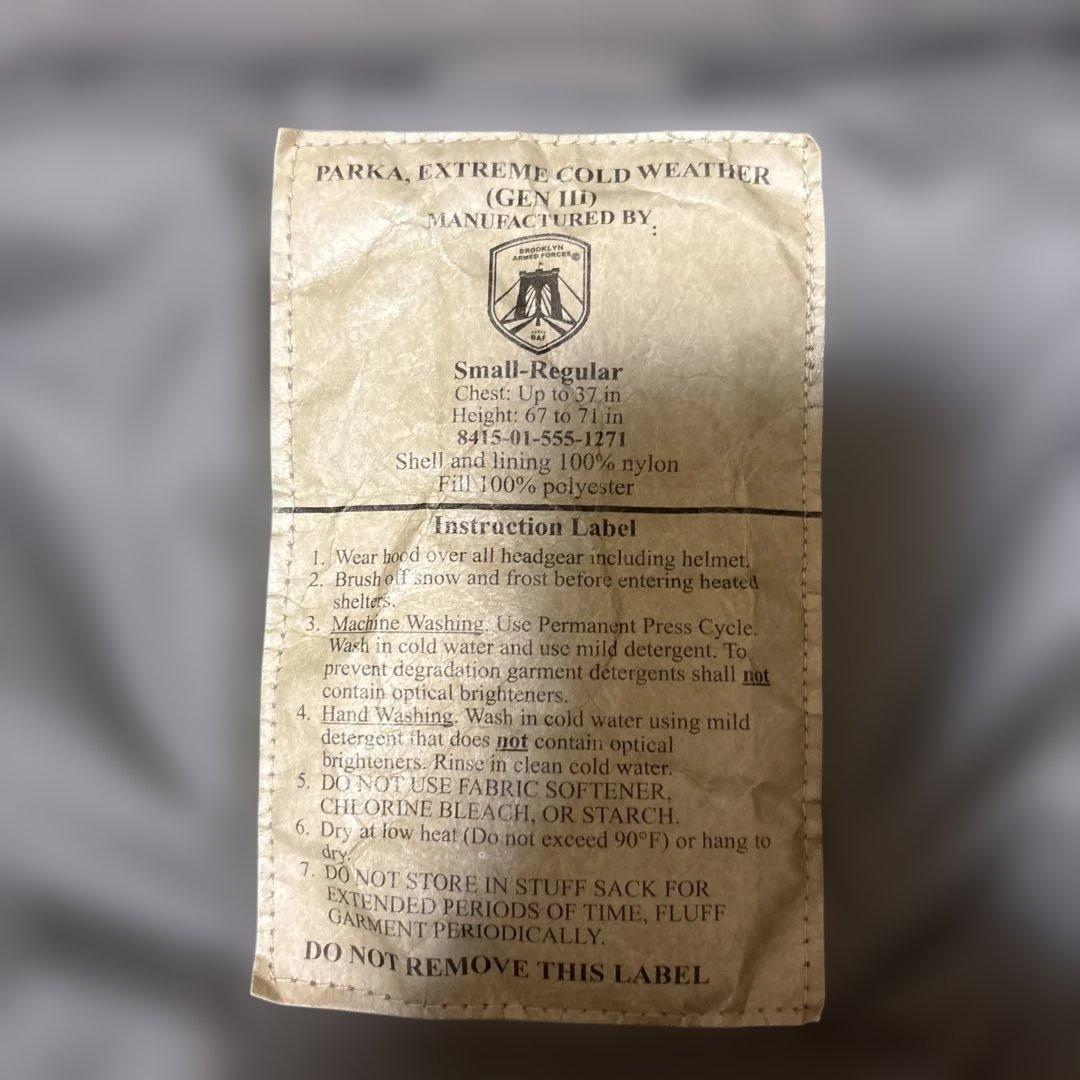 PARKA, EXTREME COLD WEATHER
(GEN III)
MANUFACTURED BY:
BROOKLYN
ARMED FORCES
BAF
Small-Regular
Chest: Up to 37 in
Height: 67 to 71 in
8415-01-555-1271
Shell and lining 100% nylon
Fill 100% polyester
Instruction Label
1. Wear hood over all headgear including helmet.
2. Brush off snow and frost before entering heated
shelters.
3. Machine Washing. Use Permanent Press Cycle.
Wash in cold water and use mild detergent. To
prevent degradation garment detergents shall not
contain optical brighteners.
4. Hand Washing. Wash in cold water using mild
detergent that does not contain optical
brighteners. Rinse in clean cold water.
5. DO NOT USE FABRIC SOFTENER,
CHLORINE BLEACH, OR STARCH.
6. Dry at low heat (Do not exceed 90°F) or hang to
dry.
7. DO NOT STORE IN STUFF SACK FOR
EXTENDED PERIODS OF TIME, FLUFF
GARMENT PERIODICALLY.
DO NOT REMOVE THIS LABEL